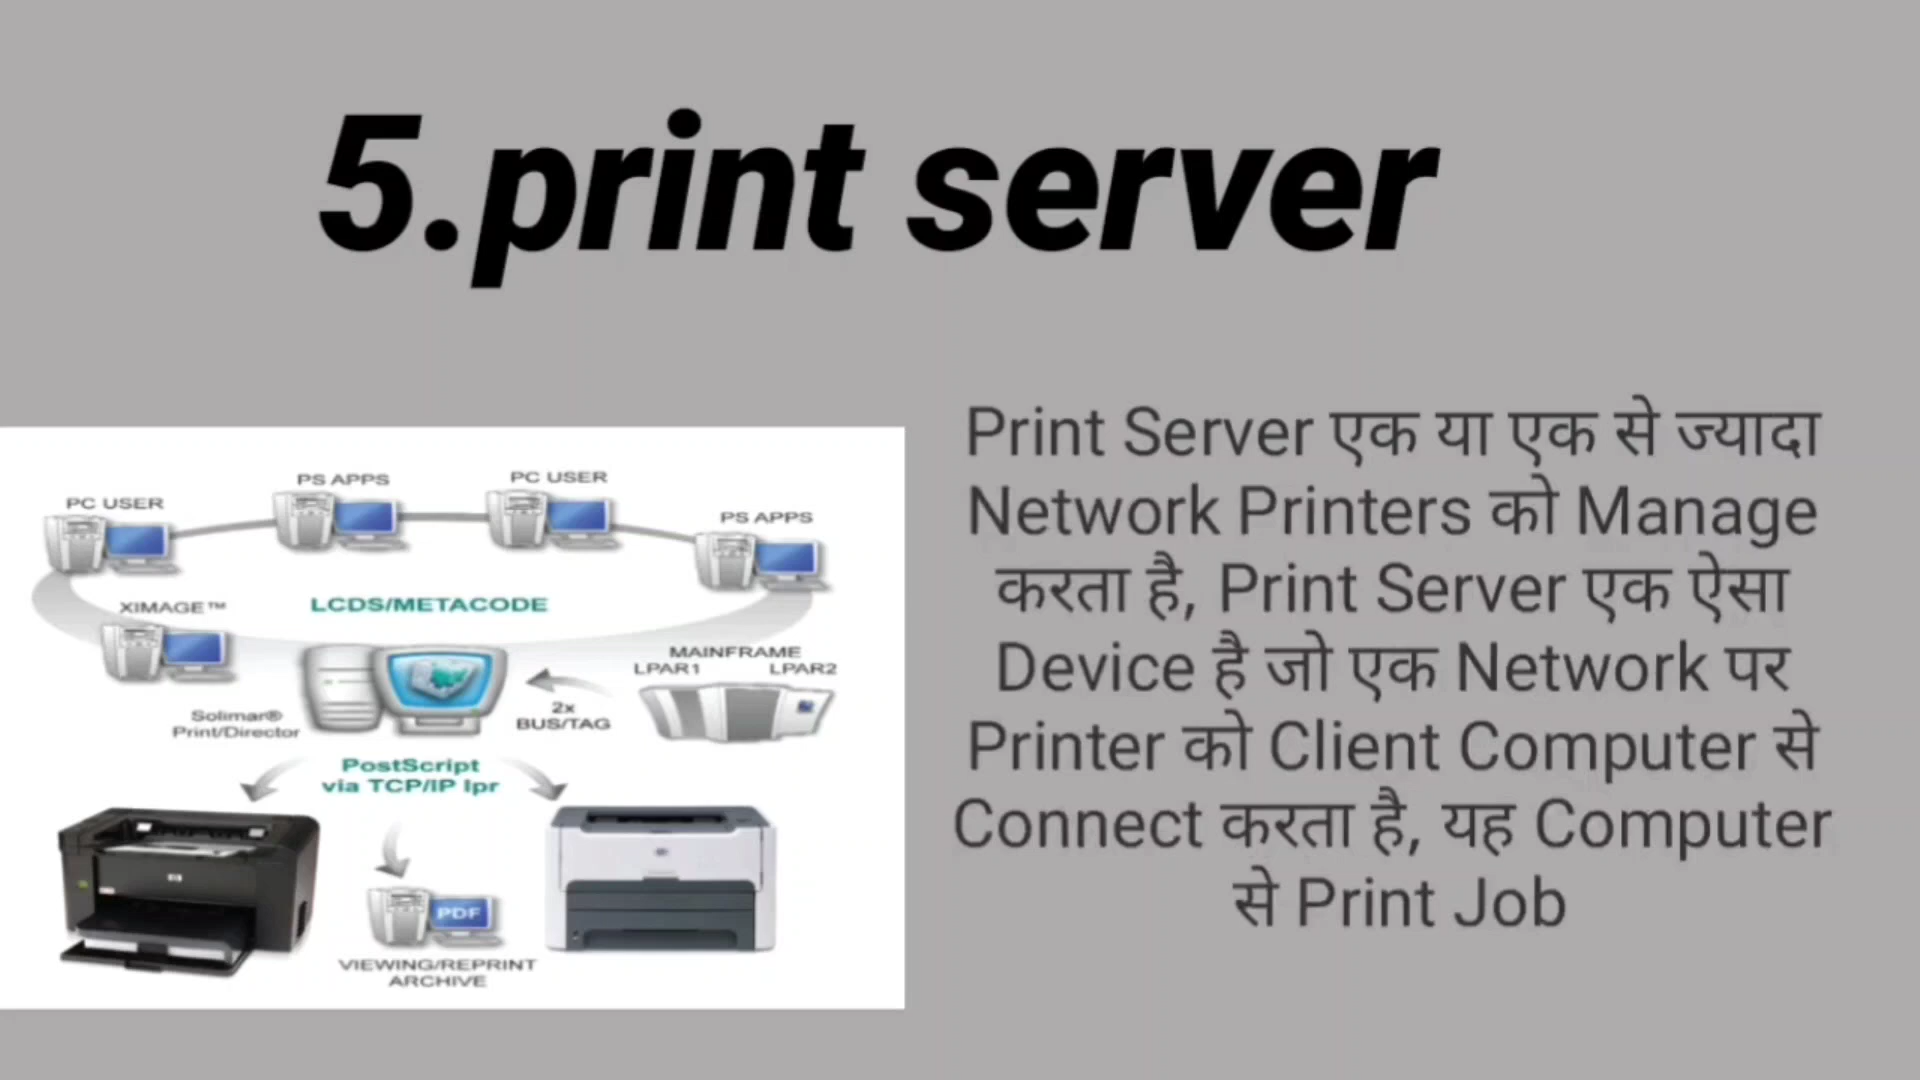 5.print server
Print Server एक या एक से ज्यादा
Network Printers को Manage
करता है, Print Server एक ऐसा
Device है जो एक Network पर
Printer को Client Computer से
Connect करता है, यह Computer
से Print Job
PC USER
PS APPS
PC USER
PS APPS
XIMAGE™
LCDS/METACODE
MAINFRAME
LPAR1 LPAR2
Solimar®
Print/Director
2x
BUS/TAG
PostScript
via TCP/IP lpr
PDF
VIEWING/REPRINT
ARCHIVE